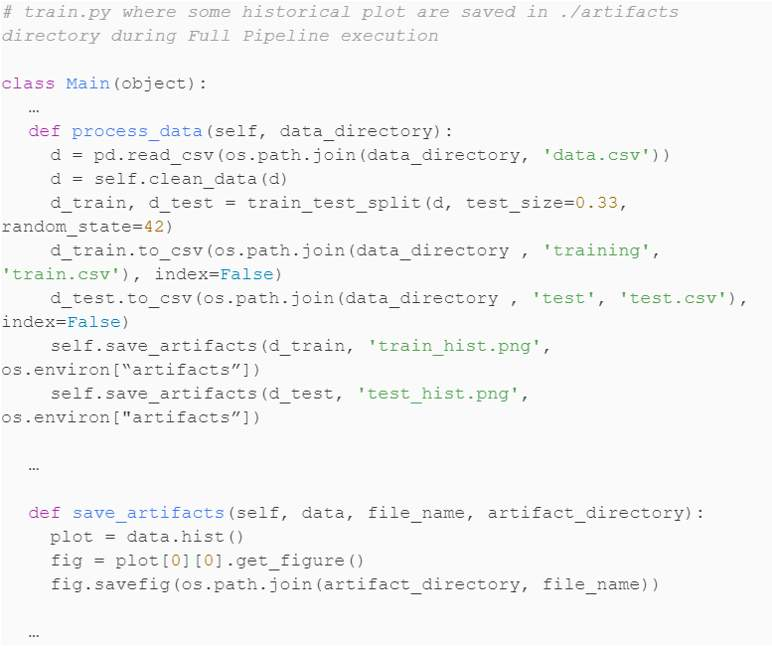 # train.py where some historical plot are saved in ./artifacts
directory during Full Pipeline execution
class Main(object):
  …
  def process_data(self, data_directory):
    d = pd.read_csv(os.path.join(data_directory, 'data.csv'))
    d = self.clean_data(d)
    d_train, d_test = train_test_split(d, test_size=0.33,
random_state=42)
    d_train.to_csv(os.path.join(data_directory , 'training',
'train.csv'), index=False)
    d_test.to_csv(os.path.join(data_directory , 'test', 'test.csv'),
index=False)
    self.save_artifacts(d_train, 'train_hist.png',
os.environ[“artifacts”])
    self.save_artifacts(d_test, 'test_hist.png',
os.environ["artifacts”])
  …
  def save_artifacts(self, data, file_name, artifact_directory):
    plot = data.hist()
    fig = plot[0][0].get_figure()
    fig.savefig(os.path.join(artifact_directory, file_name))
  …